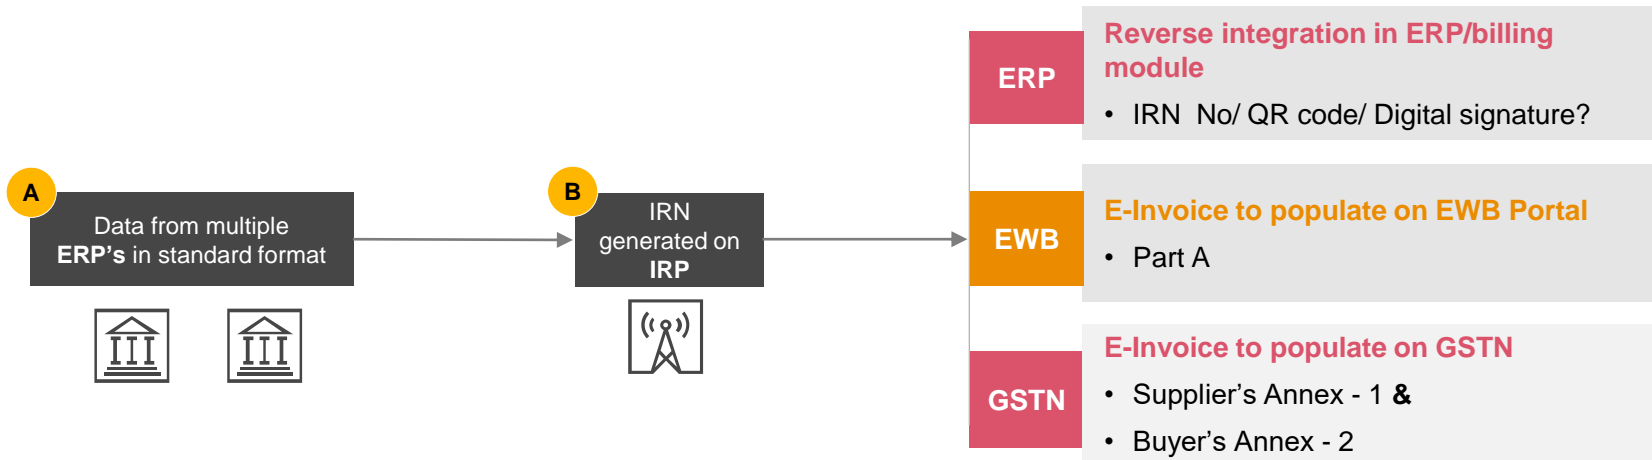 A
Data from multiple
ERP's in standard format
B
IRN
generated on
IRP
ERP
Reverse integration in ERP/billing
module
• IRN No/ QR code/ Digital signature?
EWB
E-Invoice to populate on EWB Portal
• Part A
GSTN
E-Invoice to populate on GSTN
• Supplier's Annex - 1 &
• Buyer's Annex - 2